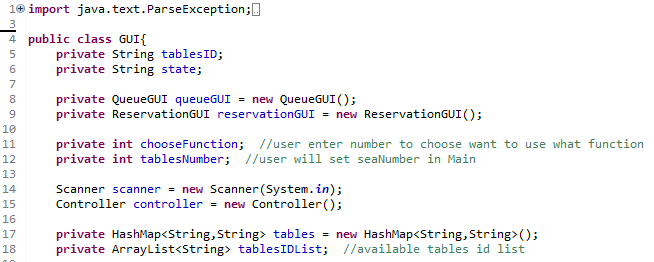 1 import java.text.ParseException;
3
4 public class GUI{
5 private String tablesID;
6 private String state;
7
8 private QueueGUI queueGUI = new QueueGUI();
9 private ReservationGUI reservationGUI = new ReservationGUI();
10
11 private int chooseFunction; //user enter number to choose want to use what function
12 private int tablesNumber; //user will set seaNumber in Main
13
14 Scanner scanner = new Scanner(System.in);
15 Controller controller = new Controller();
16
17 private HashMap<String,String> tables = new HashMap<String,String>();
18 private ArrayList<String> tablesIDList; //available tables id list